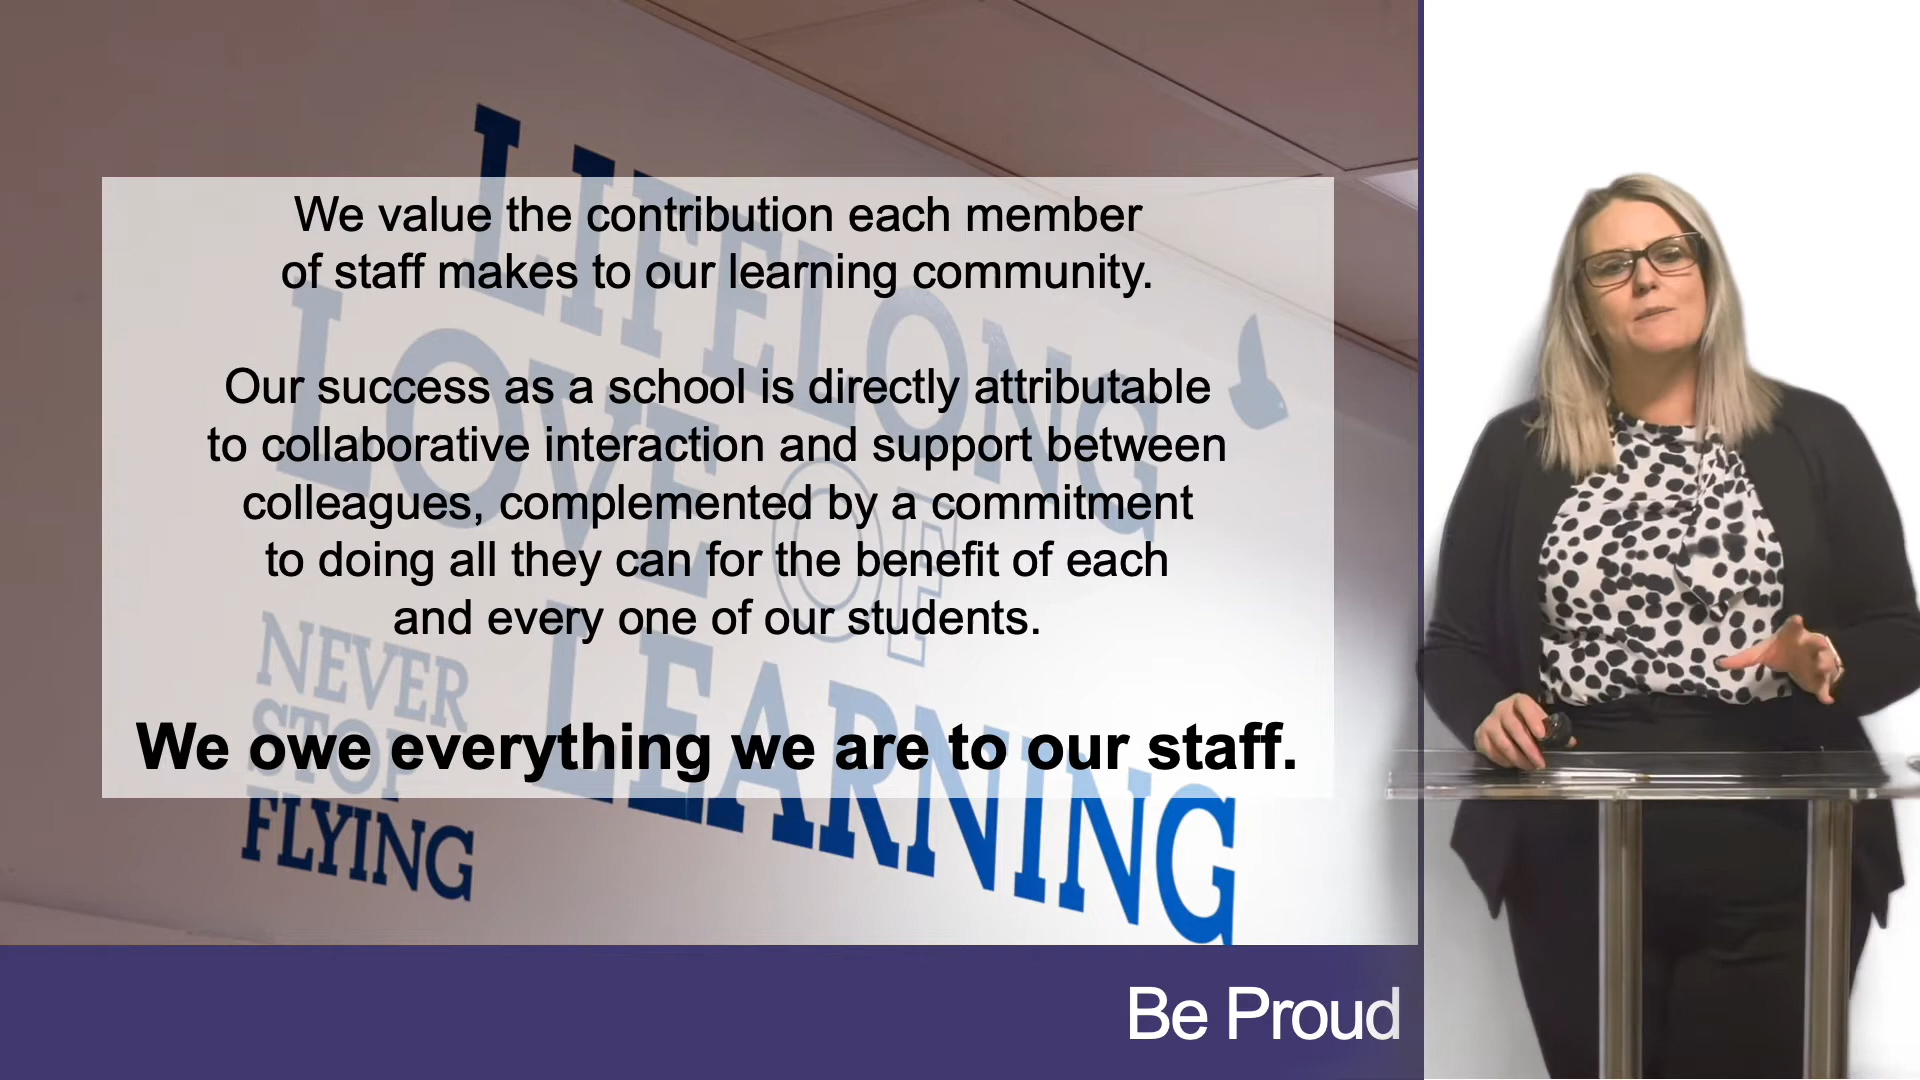 We value the contribution each member
of staff makes to our learning community.
Our success as a school is directly attributable
to collaborative interaction and support between
colleagues, complemented by a commitment
to doing all they can for the benefit of each
and every one of our students.
We owe everything we are to our staff.
LIFELONG
LOVE
OF
LEARNING
NEVER
STOP
FLYING
Be Proud